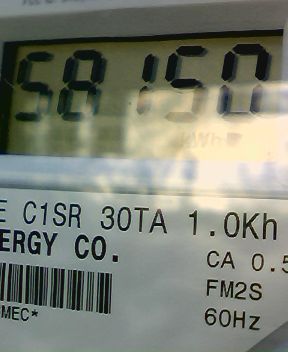 58150
kWh
E C1SR 30TA 1.0Kh
ERGY CO.
CA 0.5
FM2S
MEC*
60Hz